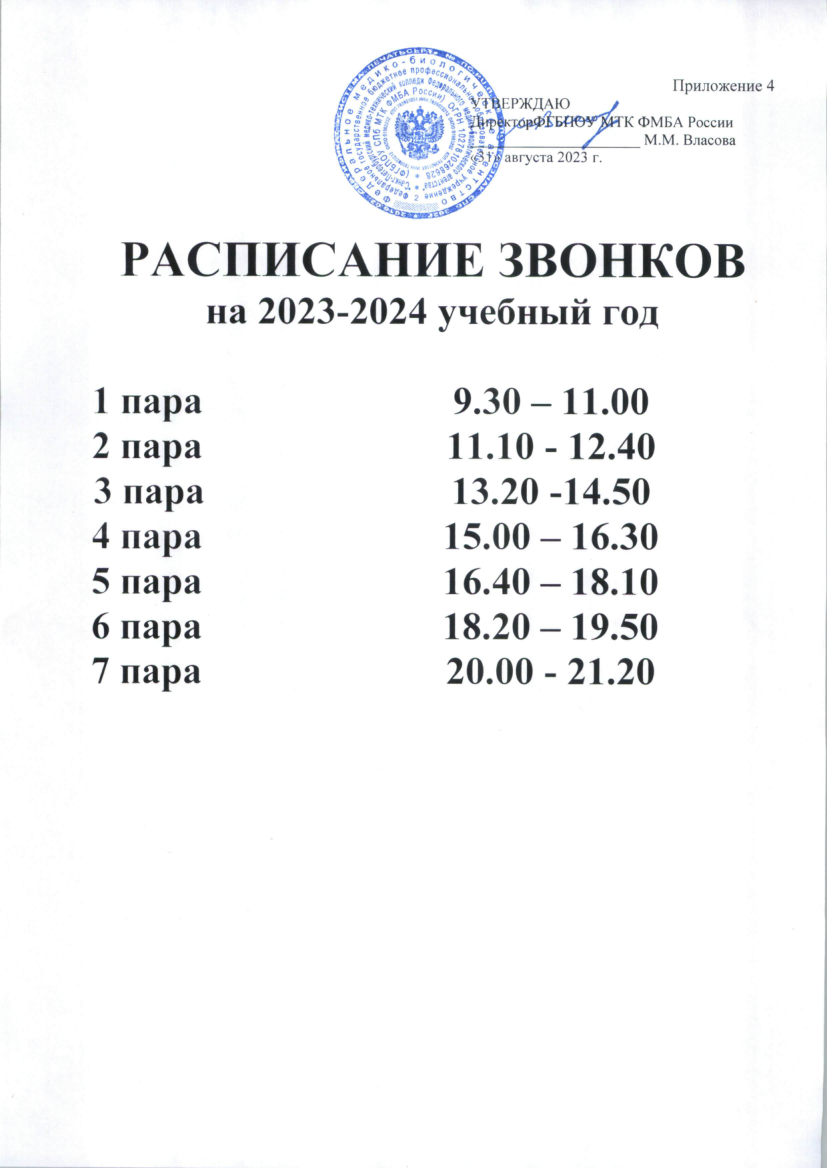 Приложение 4
УТВЕРЖДАЮ
Директор ФГБПОУ МТК ФМБА России
М.М. Власова
«31» августа 2023 г.
РАСПИСАНИЕ ЗВОНКОВ
на 2023-2024 учебный год
1 пара 9.30 – 11.00
2 пара 11.10 - 12.40
3 пара 13.20 -14.50
4 пара 15.00 – 16.30
5 пара 16.40 – 18.10
6 пара 18.20 – 19.50
7 пара 20.00 - 21.20